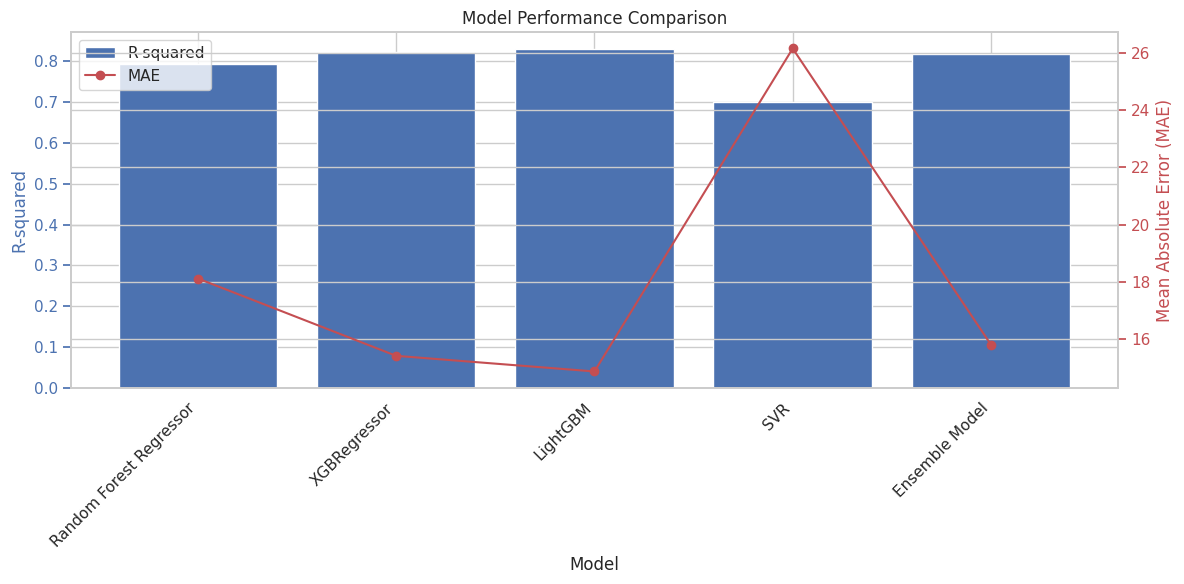 Model Performance Comparison
R-squared
MAE
0.8
0.7
0.6
0.5
0.4
0.3
0.2
0.1
0.0
R-squared
26
24
22
20
18
16
Mean Absolute Error (MAE)
Random Forest Regressor
XGBRegressor
LightGBM
SVR
Ensemble Model
Model